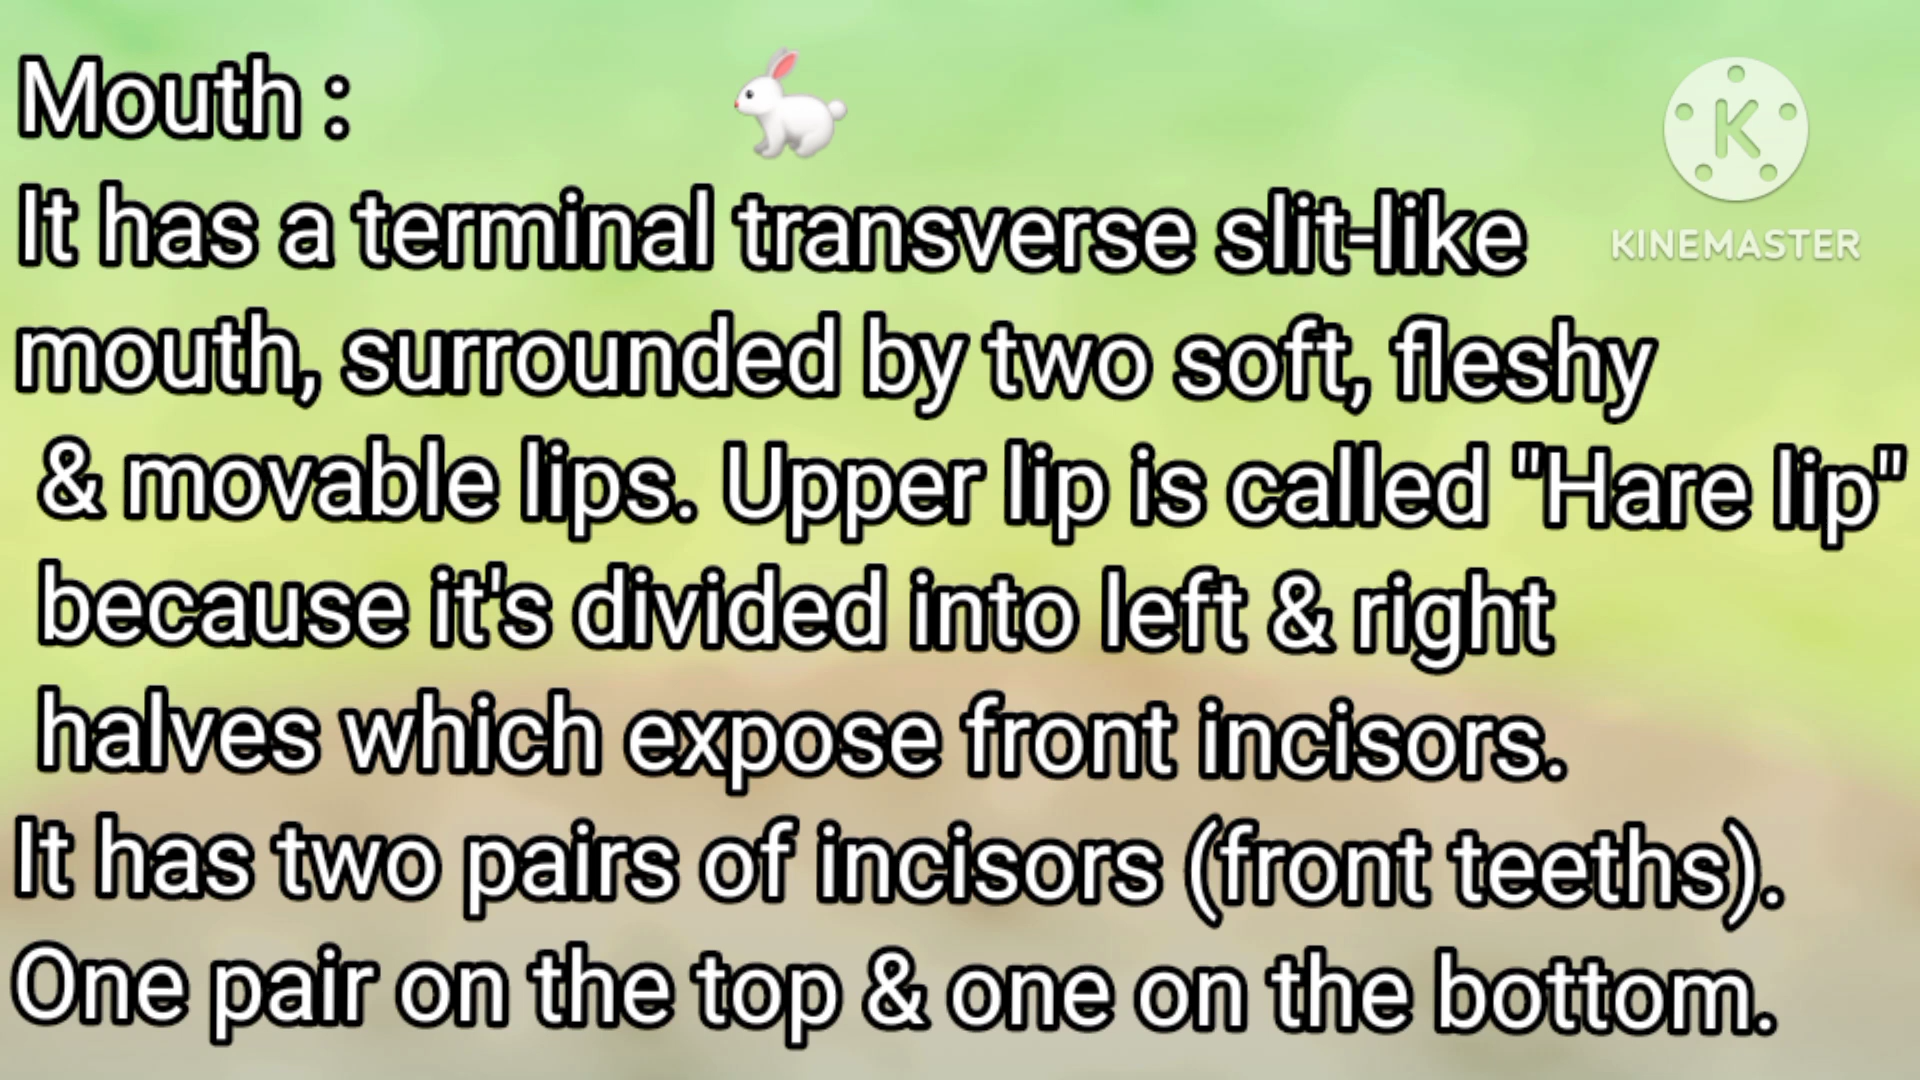 Mouth :
It has a terminal transverse slit-like
mouth, surrounded by two soft, fleshy
& movable lips. Upper lip is called "Hare lip"
because it's divided into left & right
halves which expose front incisors.
It has two pairs of incisors (front teeths).
One pair on the top & one on the bottom.
K
KINEMASTER